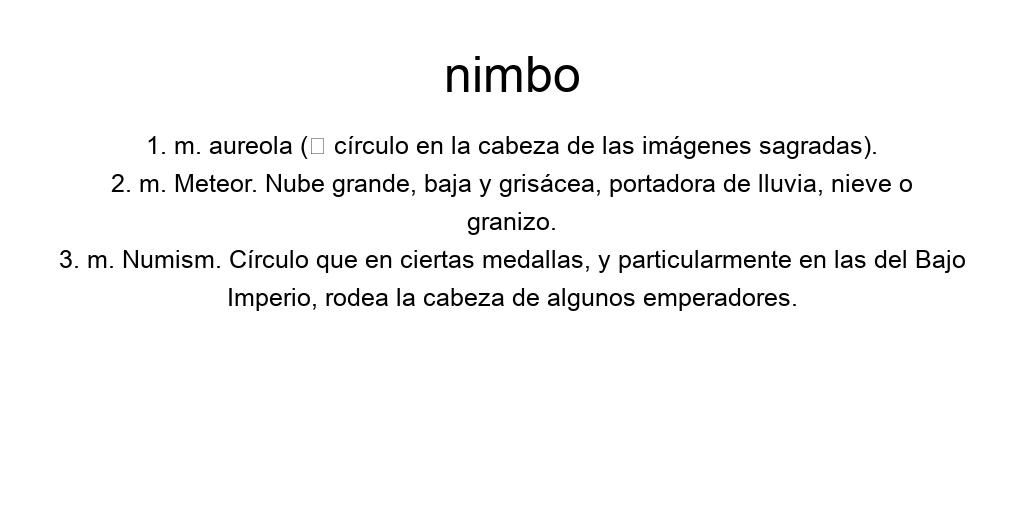 nimbo
1. m. aureola (▯ círculo en la cabeza de las imágenes sagradas).
2. m. Meteor. Nube grande, baja y grisácea, portadora de lluvia, nieve o
granizo.
3. m. Numism. Círculo que en ciertas medallas, y particularmente en las del Bajo
Imperio, rodea la cabeza de algunos emperadores.